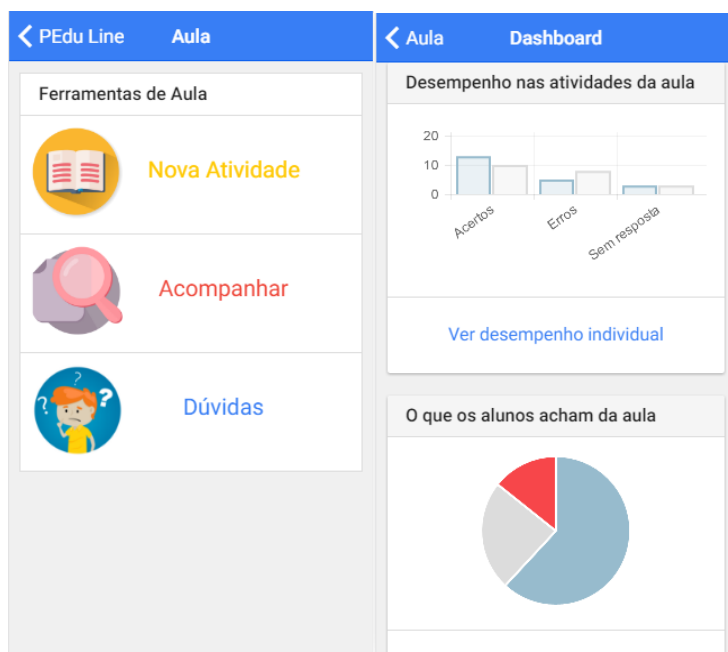 PEdu Line Aula
Ferramentas de Aula
Nova Atividade
Acompanhar
? ? ?
Dúvidas
Aula Dashboard
Desempenho nas atividades da aula
20
10
0
Acertos Erros Sem resposta
Ver desempenho individual
O que os alunos acham da aula